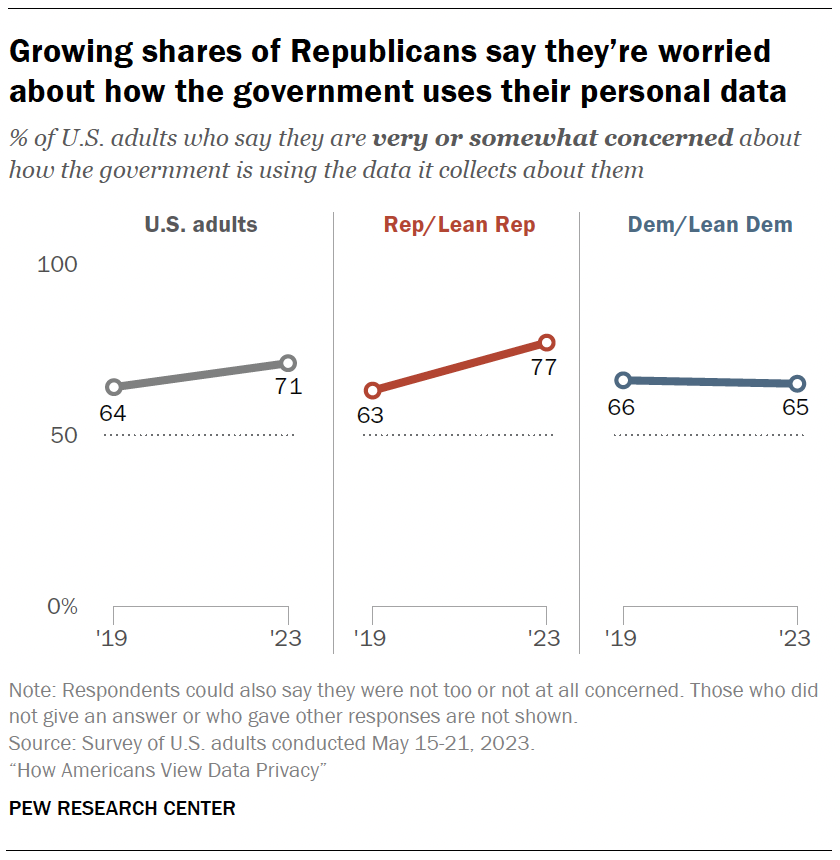 Growing shares of Republicans say they’re worried
about how the government uses their personal data
% of U.S. adults who say they are very or somewhat concerned about
how the government is using the data it collects about them
U.S. adults
Rep/Lean Rep
Dem/Lean Dem
100
50
0%
64
71
63
77
66
65
'19
'23
'19
'23
'19
'23
Note: Respondents could also say they were not too or not at all concerned. Those who did
not give an answer or who gave other responses are not shown.
Source: Survey of U.S. adults conducted May 15-21, 2023.
“How Americans View Data Privacy”
PEW RESEARCH CENTER